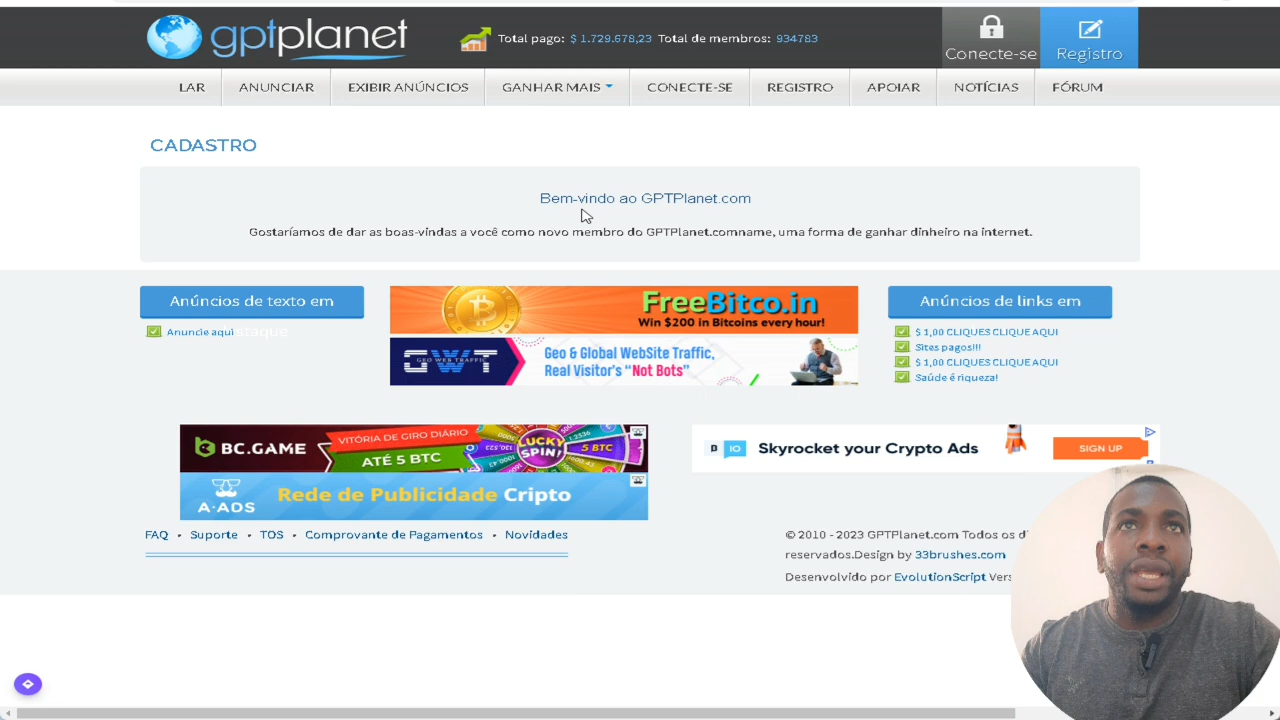 gptplanet
Total pago: $ 1.729.678,23 Total de membros: 934783
Conecte-se
Registro
LAR
ANUNCIAR
EXIBIR ANÚNCIOS
GANHAR MAIS
CONECTE-SE
REGISTRO
APOIAR
NOTÍCIAS
FÓRUM
CADASTRO
Bem-vindo ao GPTPlanet.com
Gostaríamos de dar as boas-vindas a você como novo membro do GPTPlanet.comname, uma forma de ganhar dinheiro na internet.
Anúncios de texto em
Anuncie aqui
FreeBitco.in
Win $200 in Bitcoins every hour!
GWT
GEO WEB TRAFFIC
Geo & Global WebSite Traffic,
Real Visitor's "Not Bots"
Anúncios de links em
$ 1,00 CLIQUES CLIQUE AQUI
Sites pagos!!!
$ 1,00 CLIQUES CLIQUE AQUI
Saúde é riqueza!
BC.GAME
VITÓRIA DE GIRO DIÁRIO
ATÉ 5 BTC
LUCKY
SPIN!
5 BTC
A-ADS
Rede de Publicidade Cripto
B IO
Skyrocket your Crypto Ads
SIGN UP
FAQ • Suporte • TOS • Comprovante de Pagamentos • Novidades
© 2010 - 2023 GPTPlanet.com Todos os
reservados.Design by 33brushes.com
Desenvolvido por EvolutionScript